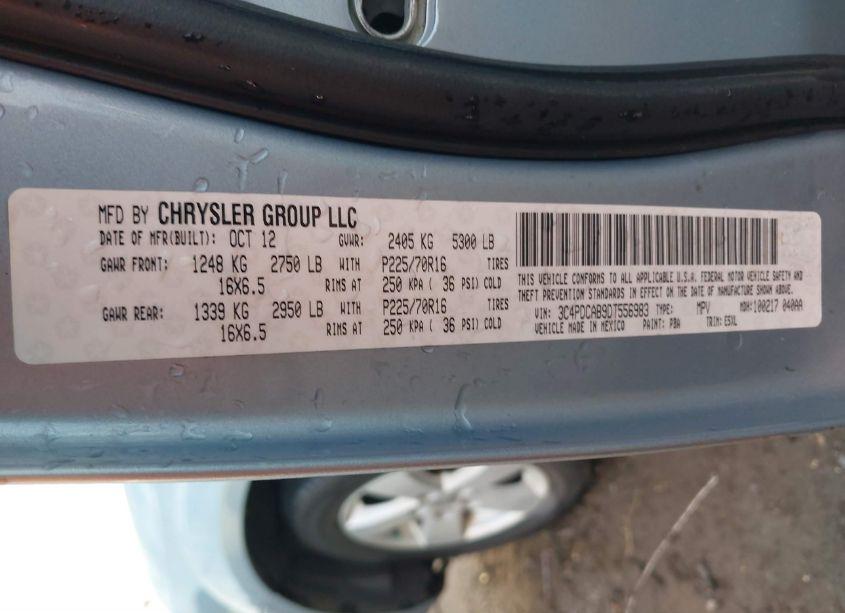 MFD BY CHRYSLER GROUP LLC
DATE OF MFR(BUILT): OCT 12 GVWR: 2405 KG 5300 LB
GAWR FRONT: 1248 KG 2750 LB WITH P225/70R16 TIRES
16X6.5 RIMS AT 250 KPA ( 36 PSI) COLD
GAWR REAR: 1339 KG 2950 LB WITH P225/70R16 TIRES
16X6.5 RIMS AT 250 KPA ( 36 PSI) COLD
THIS VEHICLE CONFORMS TO ALL APPLICABLE U.S.A. FEDERAL MOTOR VEHICLE SAFETY AND
THEFT PREVENTION STANDARDS IN EFFECT ON THE DATE OF MANUFACTURE SHOWN ABOVE.
VIN: 3C4PDCAB9DT556983 TYPE: MPV MDH:100217 040AA
VEHICLE MADE IN MEXICO PAINT: PBA TRIM: E5XL